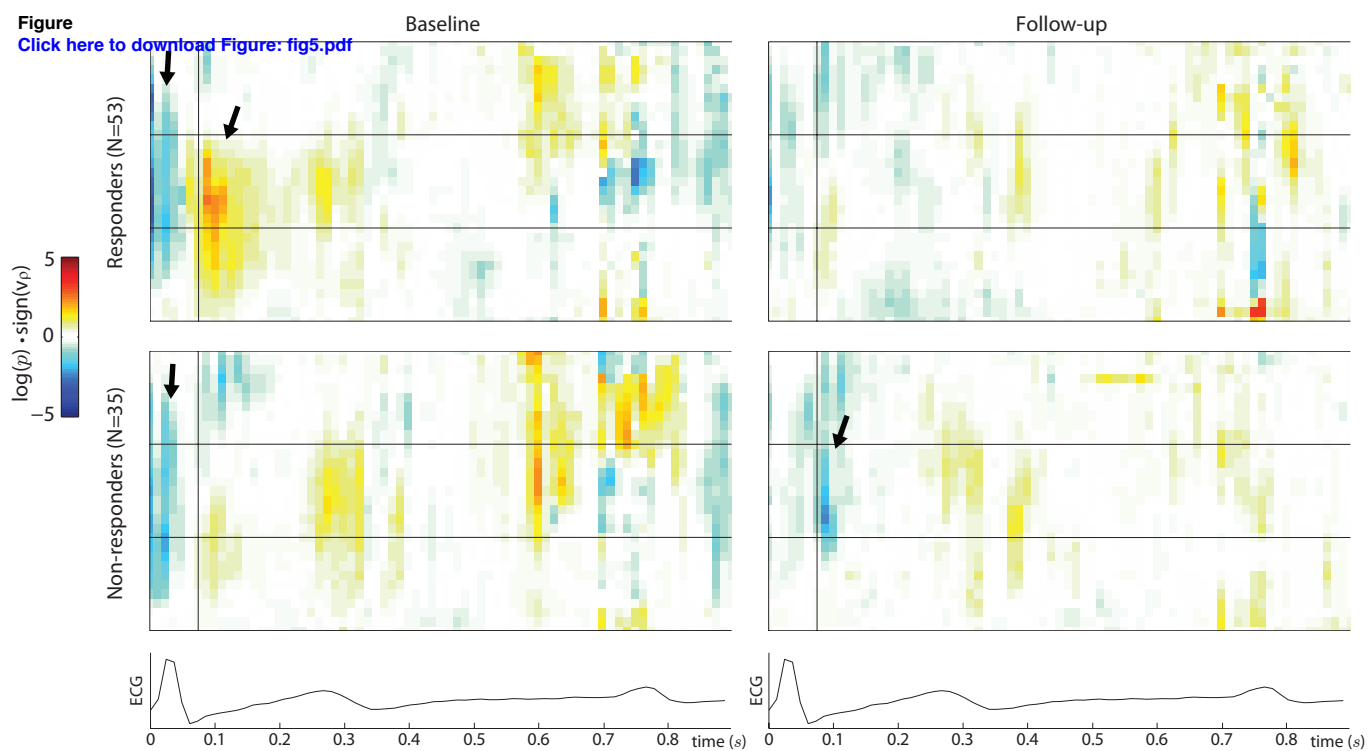 Figure
Click here to download Figure: fig5.pdf
Baseline
Follow-up
Responders (N=53)
5
0
−5
log(p) • sign(vρ)
Non-responders (N=35)
ECG
ECG
0 0.1 0.2 0.3 0.4 0.5 0.6 0.7 0.8 time (s)
0 0.1 0.2 0.3 0.4 0.5 0.6 0.7 0.8 time (s)